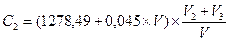 C₂ = (1278,49 + 0,045 × V) × (V₂ + V₃) / V